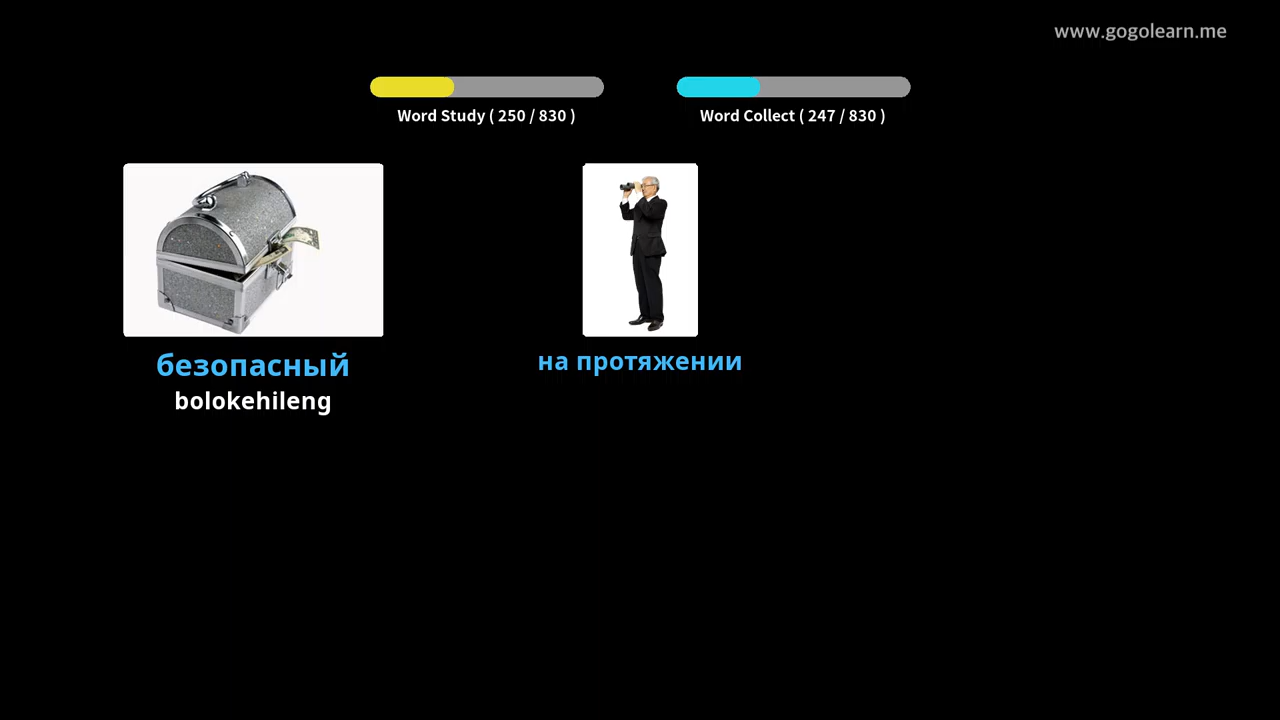 www.gogolearn.me
Word Study ( 250 / 830 )
Word Collect ( 247 / 830 )
безопасный
bolokehileng
на протяжении